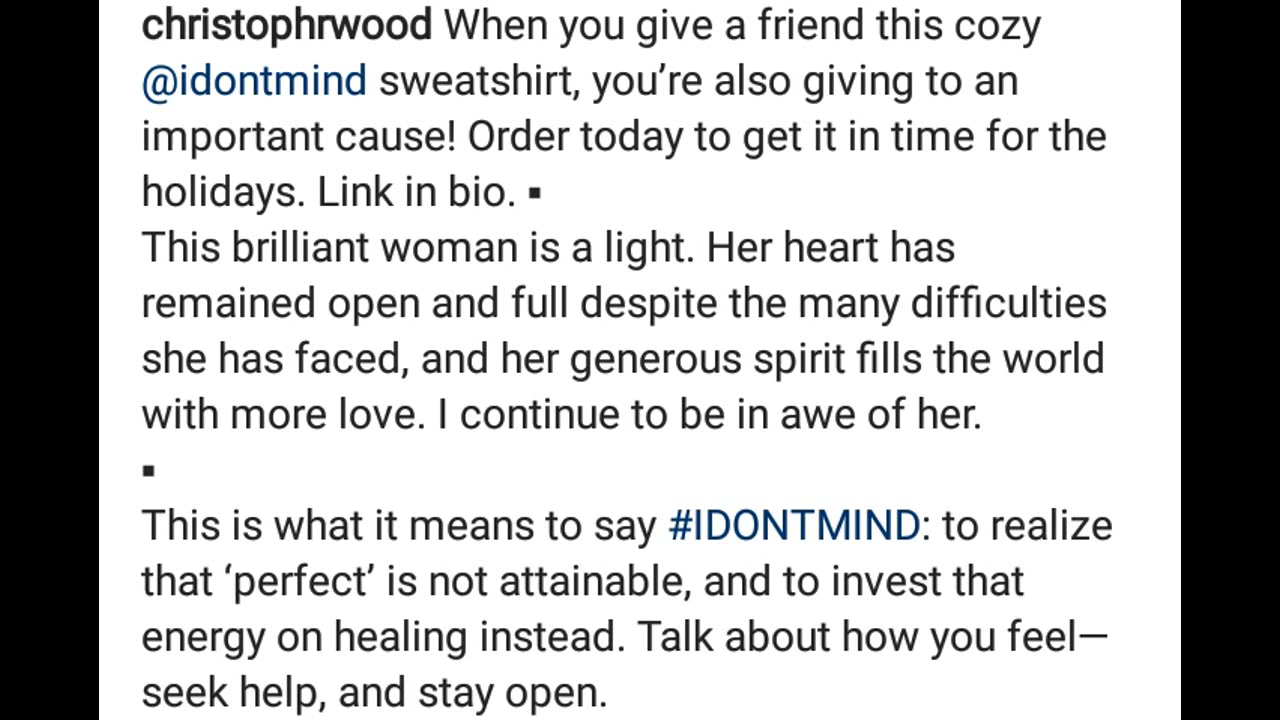 christophrwood When you give a friend this cozy
@idontmind sweatshirt, you’re also giving to an
important cause! Order today to get it in time for the
holidays. Link in bio. ▪
This brilliant woman is a light. Her heart has
remained open and full despite the many difficulties
she has faced, and her generous spirit fills the world
with more love. I continue to be in awe of her.
▪
This is what it means to say #IDONTMIND: to realize
that ‘perfect’ is not attainable, and to invest that
energy on healing instead. Talk about how you feel—
seek help, and stay open.